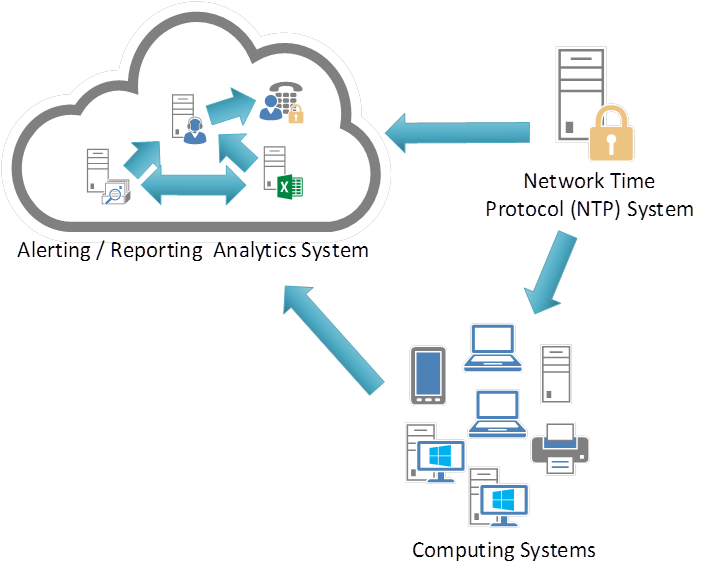 Network Time
Protocol (NTP) System
Alerting / Reporting Analytics System
Computing Systems